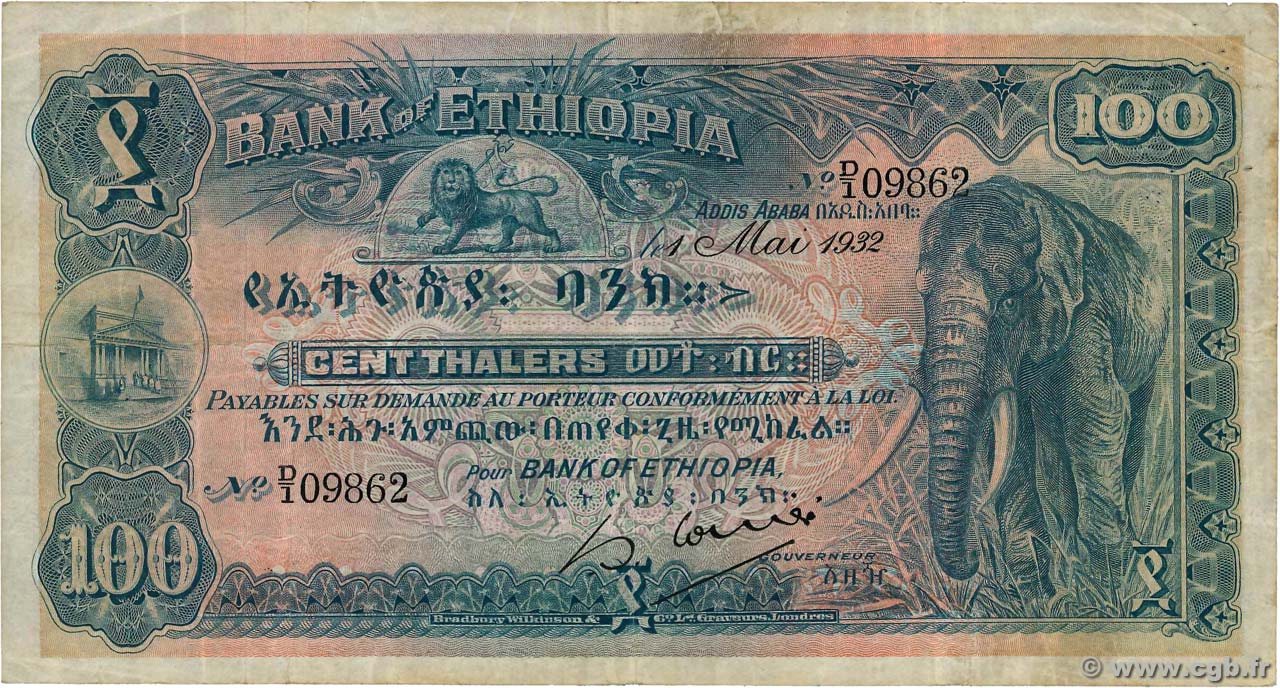 ፻
BANK OF ETHIOPIA
100
No. D/1 09862
ADDIS ABABA በአዲስ፡አበባ።
1 Mai 1932
የኢትዮጵያ፡ ባንክ።
CENT THALERS መቶ፡ብር።
PAYABLES SUR DEMANDE AU PORTEUR CONFORMÉMENT À LA LOI.
እንደ፡ሕጉ፡አምጪው፡በጠየቀ፡ጊዜ፡የሚከፈል።
POUR BANK OF ETHIOPIA,
ስለ፡ኢትዮጵያ፡ባንክ።
No. D/1 09862
GOUVERNEUR
አዛዥ
100
፻
፻
Bradbury Wilkinson & Co. Ld. Graveurs, Londres
© www.cgb.fr